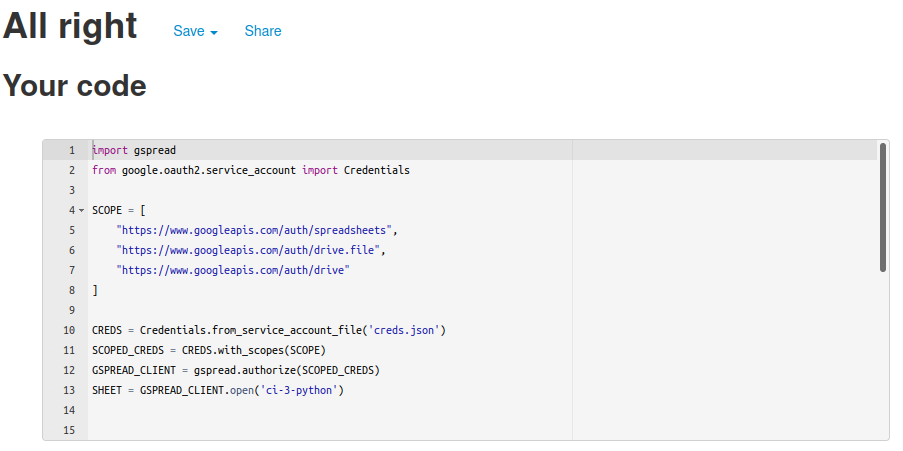 All right Save Share
Your code
1 import gspread
2 from google.oauth2.service_account import Credentials
3
4 SCOPE = [
5     "https://www.googleapis.com/auth/spreadsheets",
6     "https://www.googleapis.com/auth/drive.file",
7     "https://www.googleapis.com/auth/drive"
8 ]
9
10 CREDS = Credentials.from_service_account_file('creds.json')
11 SCOPED_CREDS = CREDS.with_scopes(SCOPE)
12 GSPREAD_CLIENT = gspread.authorize(SCOPED_CREDS)
13 SHEET = GSPREAD_CLIENT.open('ci-3-python')
14
15